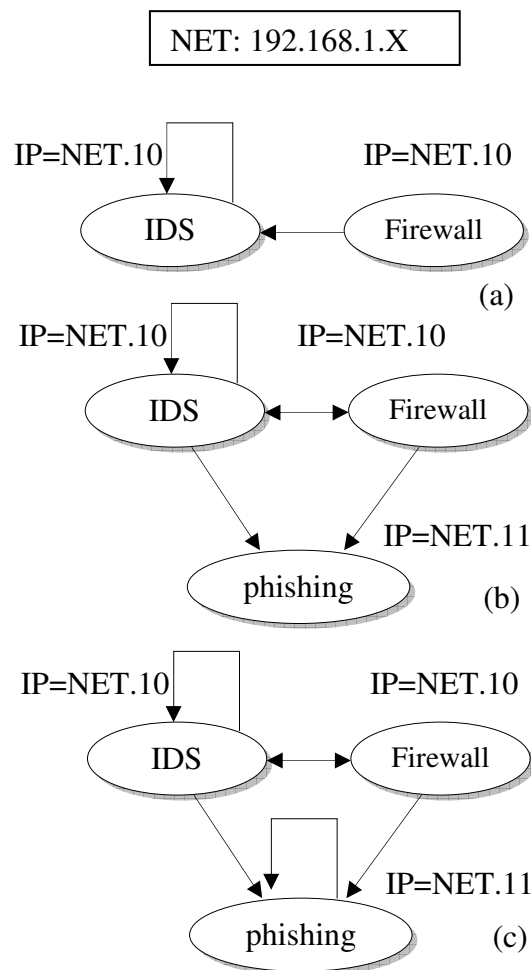 NET: 192.168.1.X
IP=NET.10 IP=NET.10
IDS Firewall
(a)
IP=NET.10 IP=NET.10
IDS Firewall
IP=NET.11
phishing
(b)
IP=NET.10 IP=NET.10
IDS Firewall
IP=NET.11
phishing
(c)